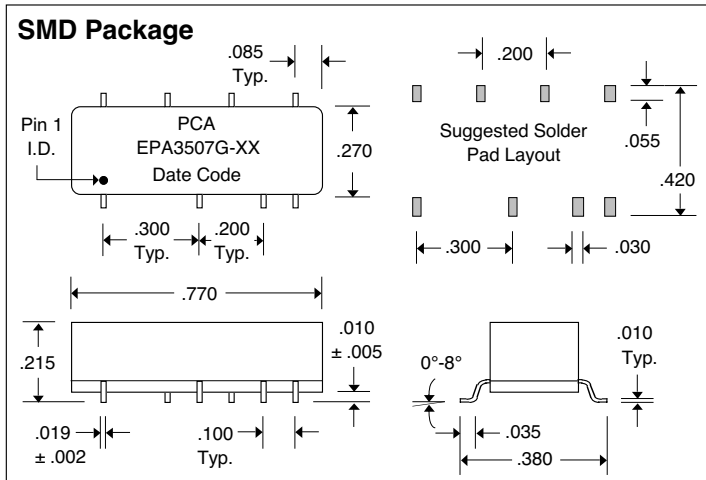 SMD Package
.085
Typ.
Pin 1
I.D.
PCA
EPA3507G-XX
Date Code
.270
.300
Typ.
.200
Typ.
.200
Suggested Solder
Pad Layout
.055
.420
.300
.030
.770
.215
.010
± .005
.019
± .002
.100
Typ.
0°-8°
.010
Typ.
.035
.380